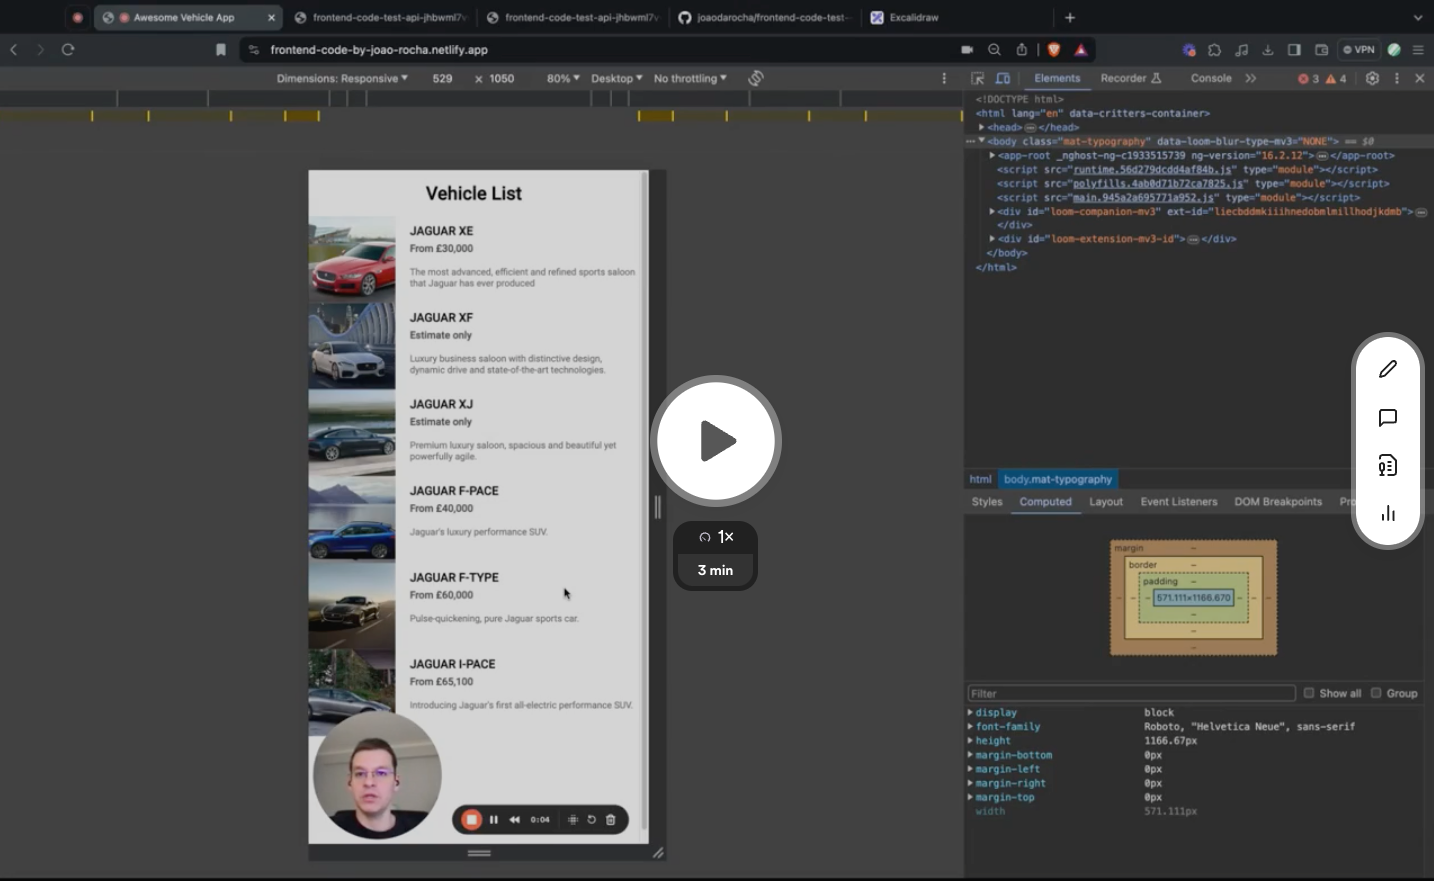 Awesome Vehicle App
frontend-code-test-api-jhbwml7
frontend-code-test-api-jhbwml7
joaodarocha/frontend-code-test-
Excalidraw
frontend-code-by-joao-rocha.netlify.app
VPN
Dimensions: Responsive
529
x
1050
80%
Desktop
No throttling
Elements
Recorder
Console
3
4
<!DOCTYPE html>
<html lang="en" data-critters-container>
<head></head>
<body class="mat-typography" data-loom-blur-type-mv3="NONE"> == $0
<app-root _nghost-ng-c1933515739 ng-version="16.2.12"></app-root>
<script src="runtime.56d279dcdd4af84b.js" type="module"></script>
<script src="polyfills.4ab0d71b72ca7825.js" type="module"></script>
<script src="main.945a2a695771a952.js" type="module"></script>
<div id="loom-companion-mv3" ext-id="liecbddmkiiihnedobmlmillhodjkdmb">
</div>
<div id="loom-extension-mv3-id"></div>
</body>
</html>
Vehicle List
JAGUAR XE
From £30,000
The most advanced, efficient and refined sports saloon
that Jaguar has ever produced
JAGUAR XF
Estimate only
Luxury business saloon with distinctive design,
dynamic drive and state-of-the-art technologies.
JAGUAR XJ
Estimate only
Premium luxury saloon, spacious and beautiful yet
powerfully agile.
JAGUAR F-PACE
From £40,000
Jaguar's luxury performance SUV.
JAGUAR F-TYPE
From £60,000
Pulse-quickening, pure Jaguar sports car.
JAGUAR I-PACE
From £65,100
Introducing Jaguar's first all-electric performance SUV.
0:04
1×
3 min
html
body.mat-typography
Styles
Computed
Layout
Event Listeners
DOM Breakpoints
Pro
margin
border
padding
571.111×1166.670
Filter
Show all
Group
display
block
font-family
Roboto, "Helvetica Neue", sans-serif
height
1166.67px
margin-bottom
0px
margin-left
0px
margin-right
0px
margin-top
0px
width
571.111px